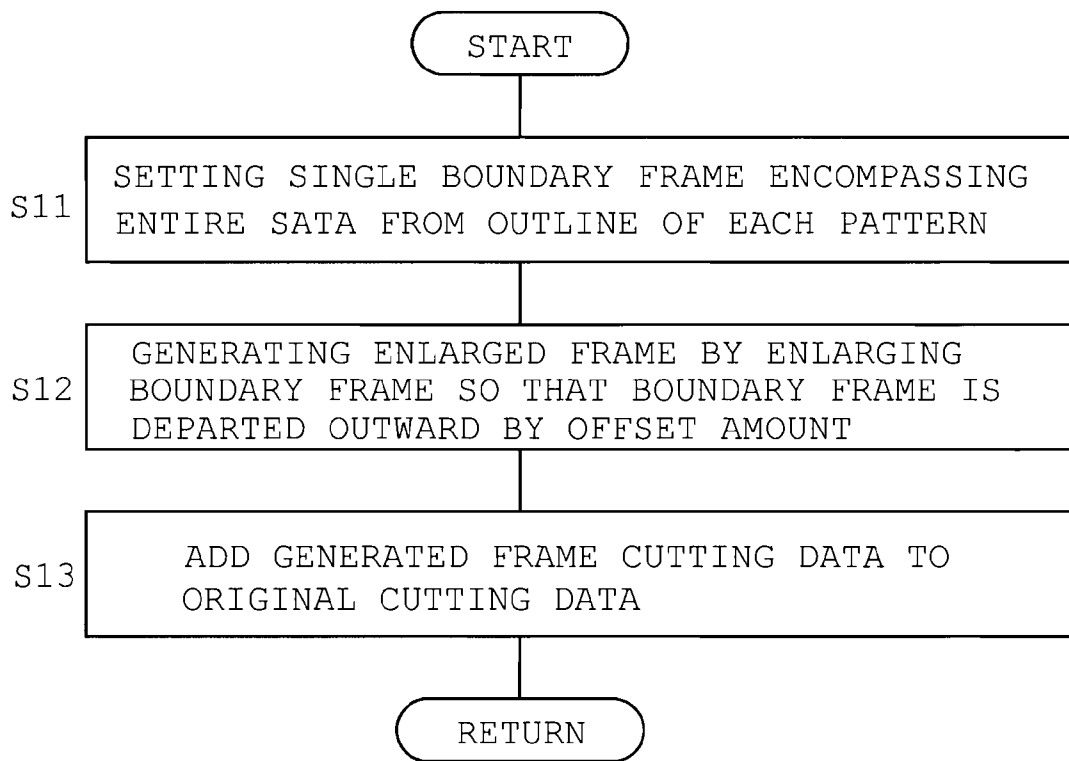 START
S11
SETTING SINGLE BOUNDARY FRAME ENCOMPASSING
ENTIRE SATA FROM OUTLINE OF EACH PATTERN
S12
GENERATING ENLARGED FRAME BY ENLARGING
BOUNDARY FRAME SO THAT BOUNDARY FRAME IS
DEPARTED OUTWARD BY OFFSET AMOUNT
S13
ADD GENERATED FRAME CUTTING DATA TO
ORIGINAL CUTTING DATA
RETURN